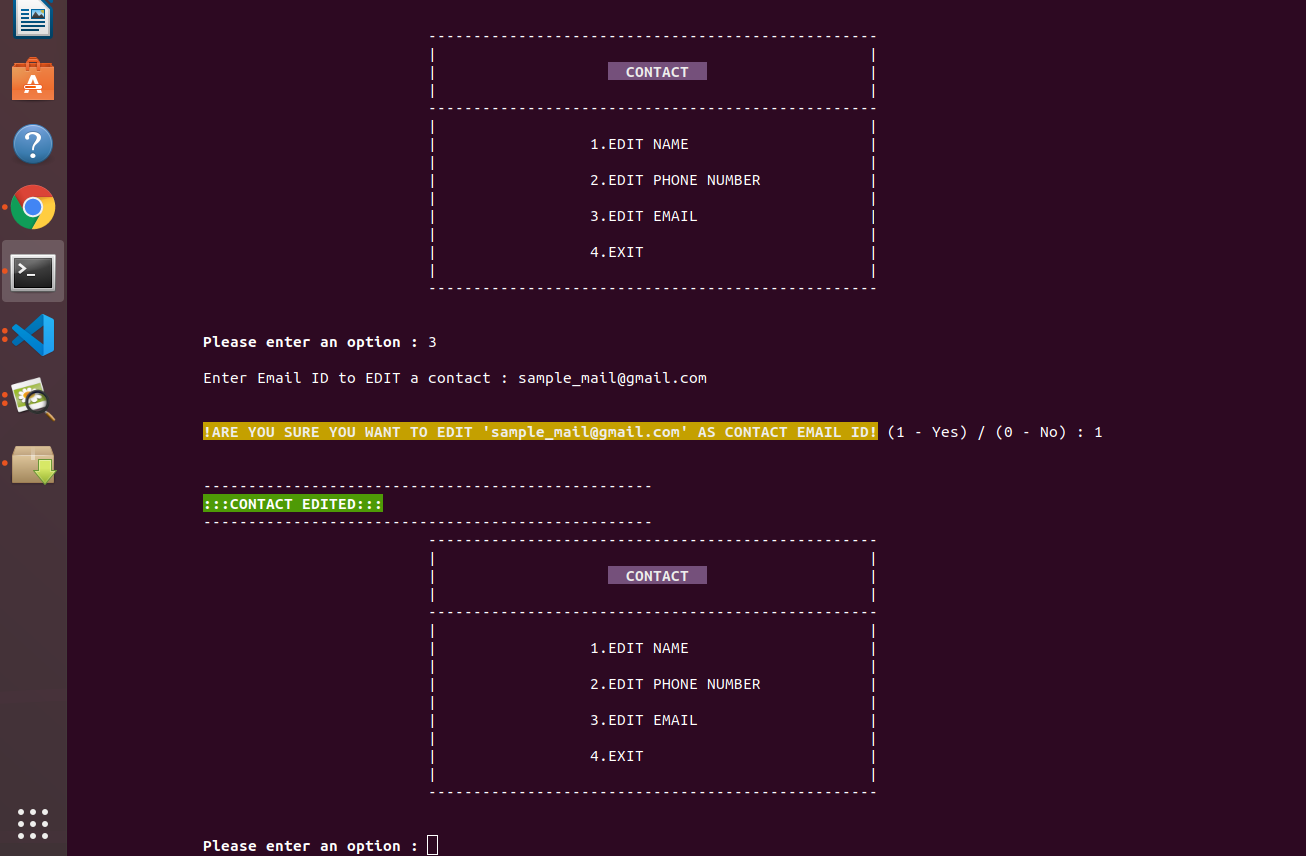 -------------------------------------------------- 
| |
| CONTACT |
| |
--------------------------------------------------
| |
| 1.EDIT NAME |
| |
| 2.EDIT PHONE NUMBER |
| |
| 3.EDIT EMAIL |
| |
| 4.EXIT |
| |
--------------------------------------------------
Please enter an option : 3
Enter Email ID to EDIT a contact : sample_mail@gmail.com
!ARE YOU SURE YOU WANT TO EDIT 'sample_mail@gmail.com' AS CONTACT EMAIL ID! (1 - Yes) / (0 - No) : 1
--------------------------------------------------
:::CONTACT EDITED:::
--------------------------------------------------
--------------------------------------------------
| |
| CONTACT |
| |
--------------------------------------------------
| |
| 1.EDIT NAME |
| |
| 2.EDIT PHONE NUMBER |
| |
| 3.EDIT EMAIL |
| |
| 4.EXIT |
| |
--------------------------------------------------
Please enter an option :